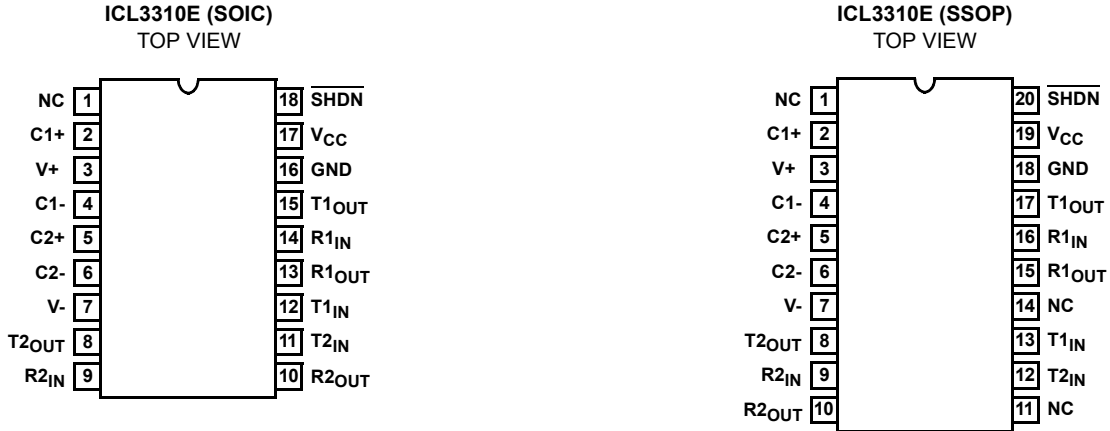 ICL3310E (SOIC)
TOP VIEW
NC 1
C1+ 2
V+ 3
C1- 4
C2+ 5
C2- 6
V- 7
T2OUT 8
R2IN 9
18 SHDN
17 VCC
16 GND
15 T1OUT
14 R1IN
13 R1OUT
12 T1IN
11 T2IN
10 R2OUT
ICL3310E (SSOP)
TOP VIEW
NC 1
C1+ 2
V+ 3
C1- 4
C2+ 5
C2- 6
V- 7
T2OUT 8
R2IN 9
R2OUT 10
20 SHDN
19 VCC
18 GND
17 T1OUT
16 R1IN
15 R1OUT
14 NC
13 T1IN
12 T2IN
11 NC